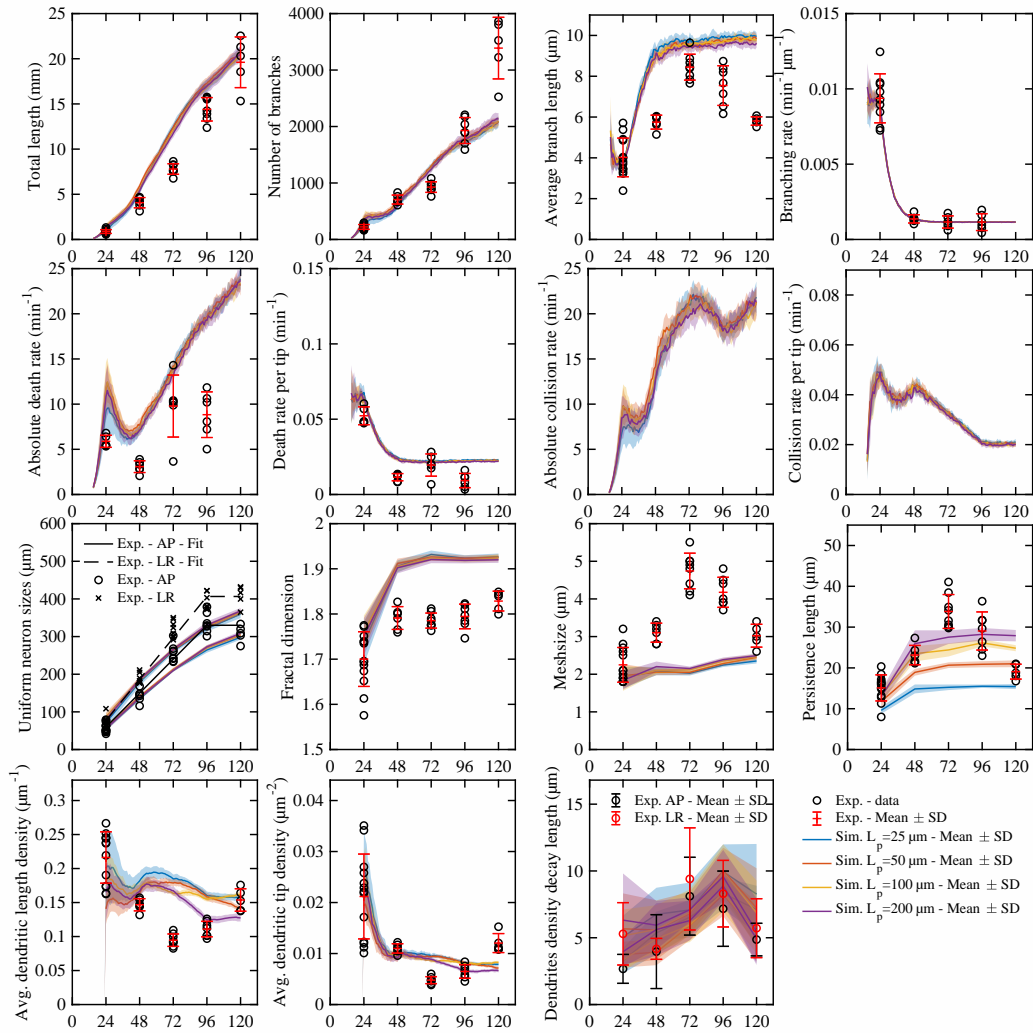 Total length (mm)
25
20
15
10
5
0
0 24 48 72 96 120
Number of branches
4000
3000
2000
1000
0
0 24 48 72 96 120
Average branch length (μm)
10
8
6
4
2
0
0 24 48 72 96 120
Branching rate (min⁻¹μm⁻¹)
0.015
0.01
0.005
0
0 24 48 72 96 120
Absolute death rate (min⁻¹)
25
20
15
10
5
0
0 24 48 72 96 120
Death rate per tip (min⁻¹)
0.15
0.1
0.05
0
0 24 48 72 96 120
Absolute collision rate (min⁻¹)
25
20
15
10
5
0
0 24 48 72 96 120
Collision rate per tip (min⁻¹)
0.08
0.06
0.04
0.02
0
0 24 48 72 96 120
Uniform neuron sizes (μm)
600
500
400
300
200
100
0
Exp. - AP - Fit
Exp. - LR - Fit
Exp. - AP
Exp. - LR
0 24 48 72 96 120
Fractal dimension
2
1.9
1.8
1.7
1.6
1.5
0 24 48 72 96 120
Meshsize (μm)
6
5
4
3
2
1
0
0 24 48 72 96 120
Persistance length (μm)
50
40
30
20
10
0 24 48 72 96 120
Avg. dendritic length density (μm⁻¹)
0.3
0.25
0.2
0.15
0.1
0.05
0
0 24 48 72 96 120
Avg. dendritic tip density (μm⁻²)
0.04
0.03
0.02
0.01
0
0 24 48 72 96 120
Dendrites density decay length (μm)
15
10
5
0
Exp. AP - Mean ± SD
Exp. LR - Mean ± SD
0 24 48 72 96 120
Exp. - data
Exp. - Mean ± SD
Sim. L_p=25 μm - Mean ± SD
Sim. L_p=50 μm - Mean ± SD
Sim. L_p=100 μm - Mean ± SD
Sim. L_p=200 μm - Mean ± SD